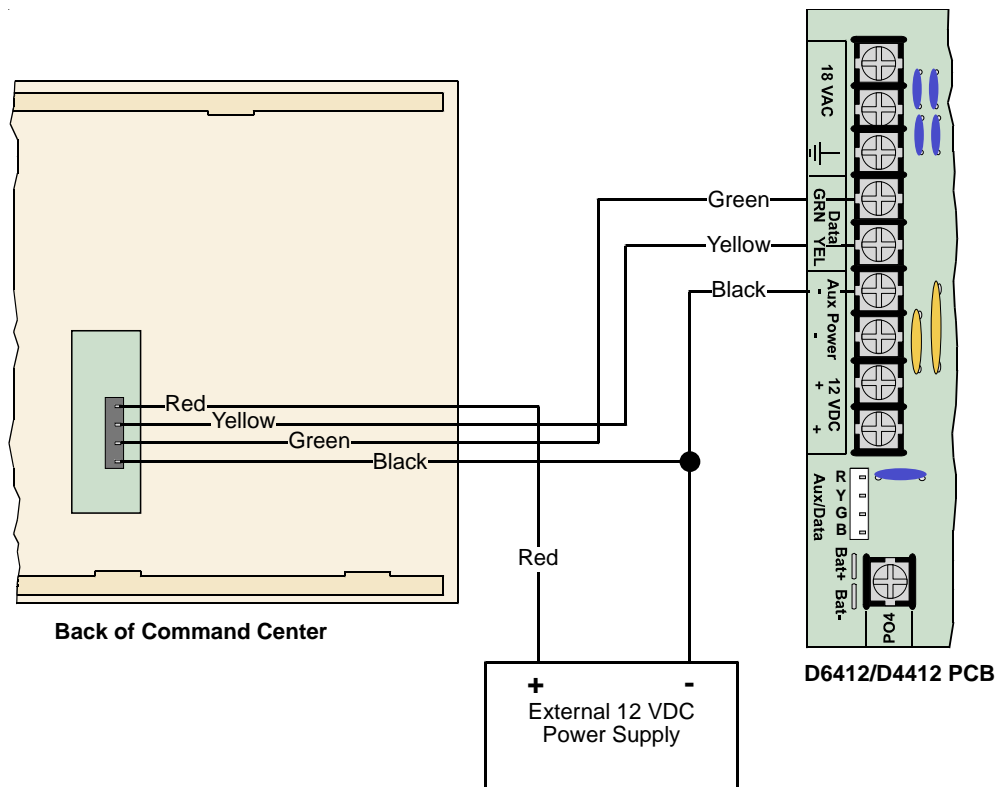 Green
Yellow
Black
Red
Yellow
Green
Black
Red
Back of Command Center
+
-
External 12 VDC
Power Supply
18 VAC
GRN
Data
YEL
- Aux Power
-
12 VDC
+
+
R
Y
G
B
Aux/Data
Bat+
Bat-
PO4
D6412/D4412 PCB